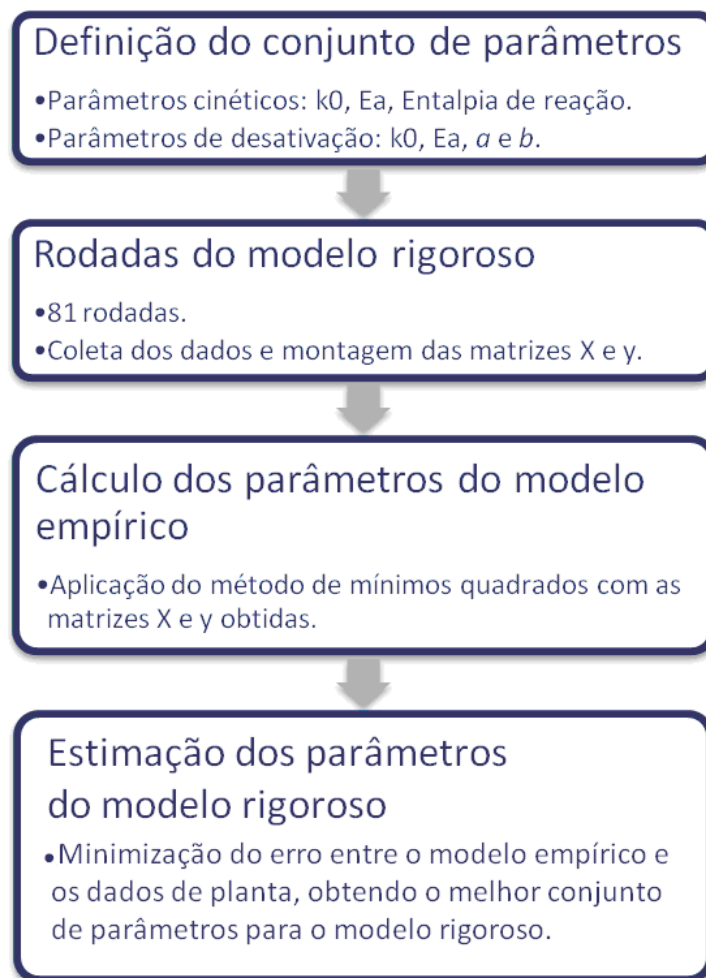 Definição do conjunto de parâmetros
•Parâmetros cinéticos: k0, Ea, Entalpia de reação.
•Parâmetros de desativação: k0, Ea, a e b.
Rodadas do modelo rigoroso
•81 rodadas.
•Coleta dos dados e montagem das matrizes X e y.
Cálculo dos parâmetros do modelo
empírico
•Aplicação do método de mínimos quadrados com as
matrizes X e y obtidas.
Estimação dos parâmetros
do modelo rigoroso
•Minimização do erro entre o modelo empírico e
os dados de planta, obtendo o melhor conjunto
de parâmetros para o modelo rigoroso.